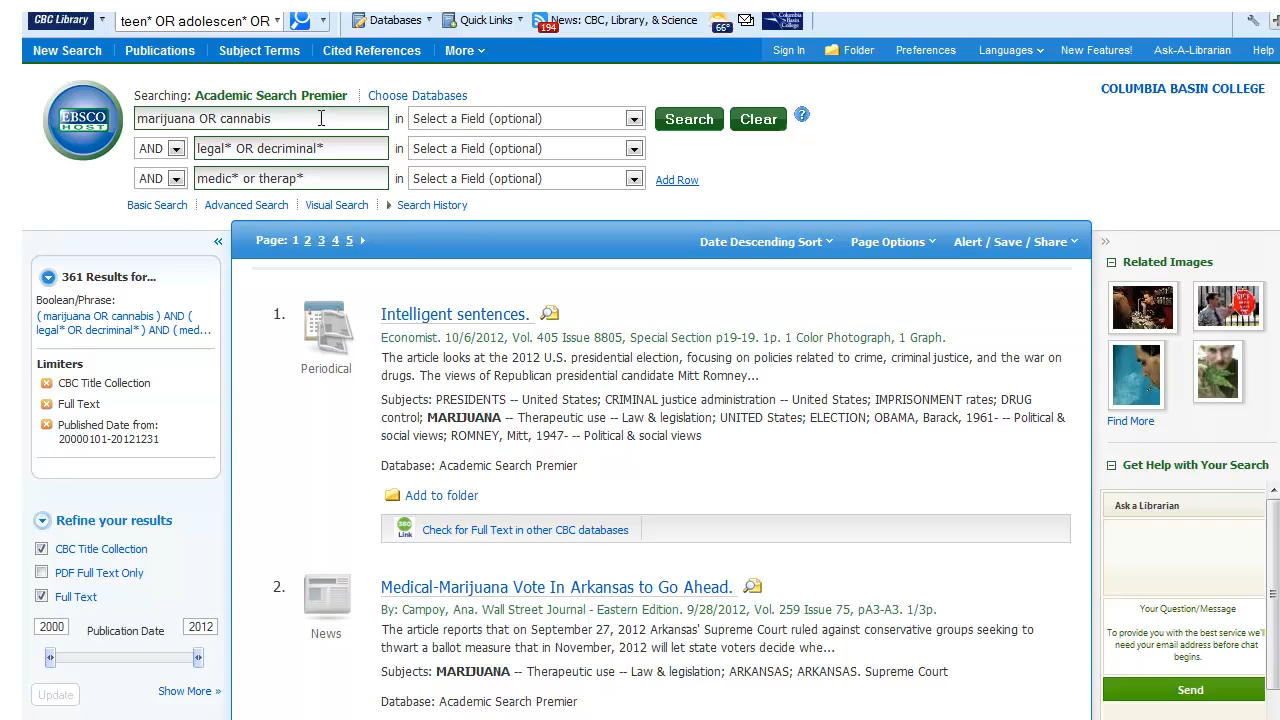 CBC Library
teen* OR adolescen* OR
Databases
Quick Links
News: CBC, Library, & Science
194
66°
New Search
Publications
Subject Terms
Cited References
More
Sign In
Folder
Preferences
Languages
New Features!
Ask-A-Librarian
Help
EBSCO
HOST
Searching: Academic Search Premier
Choose Databases
COLUMBIA BASIN COLLEGE
marijuana OR cannabis
in
Select a Field (optional)
Search
Clear
AND
legal* OR decriminal*
in
Select a Field (optional)
AND
medic* or therap*
in
Select a Field (optional)
Add Row
Basic Search
Advanced Search
Visual Search
Search History
«
Page: 1 2 3 4 5
Date Descending Sort
Page Options
Alert / Save / Share
»
361 Results for...
Boolean/Phrase:
( marijuana OR cannabis ) AND (
legal* OR decriminal* ) AND ( med...
Limiters
CBC Title Collection
Full Text
Published Date from:
20000101-20121231
Refine your results
CBC Title Collection
PDF Full Text Only
Full Text
2000
Publication Date
2012
Show More »
Update
1.
Periodical
Intelligent sentences.
Economist. 10/6/2012, Vol. 405 Issue 8805, Special Section p19-19. 1p. 1 Color Photograph, 1 Graph.
The article looks at the 2012 U.S. presidential election, focusing on policies related to crime, criminal justice, and the war on
drugs. The views of Republican presidential candidate Mitt Romney...
Subjects: PRESIDENTS -- United States; CRIMINAL justice administration -- United States; IMPRISONMENT rates; DRUG
control; MARIJUANA -- Therapeutic use -- Law & legislation; UNITED States; ELECTION; OBAMA, Barack, 1961- -- Political &
social views; ROMNEY, Mitt, 1947- -- Political & social views
Database: Academic Search Premier
Add to folder
360
Link
Check for Full Text in other CBC databases
2.
News
Medical-Marijuana Vote In Arkansas to Go Ahead.
By: Campoy, Ana. Wall Street Journal - Eastern Edition. 9/28/2012, Vol. 259 Issue 75, pA3-A3. 1/3p.
The article reports that on September 27, 2012 Arkansas' Supreme Court ruled against conservative groups seeking to
thwart a ballot measure that in November, 2012 will let state voters decide whe...
Subjects: MARIJUANA -- Therapeutic use -- Law & legislation; ARKANSAS; ARKANSAS. Supreme Court
Database: Academic Search Premier
Related Images
Find More
Get Help with Your Search
Ask a Librarian
Your Question/Message
To provide you with the best service we'll
need your email address before chat
begins.
Send